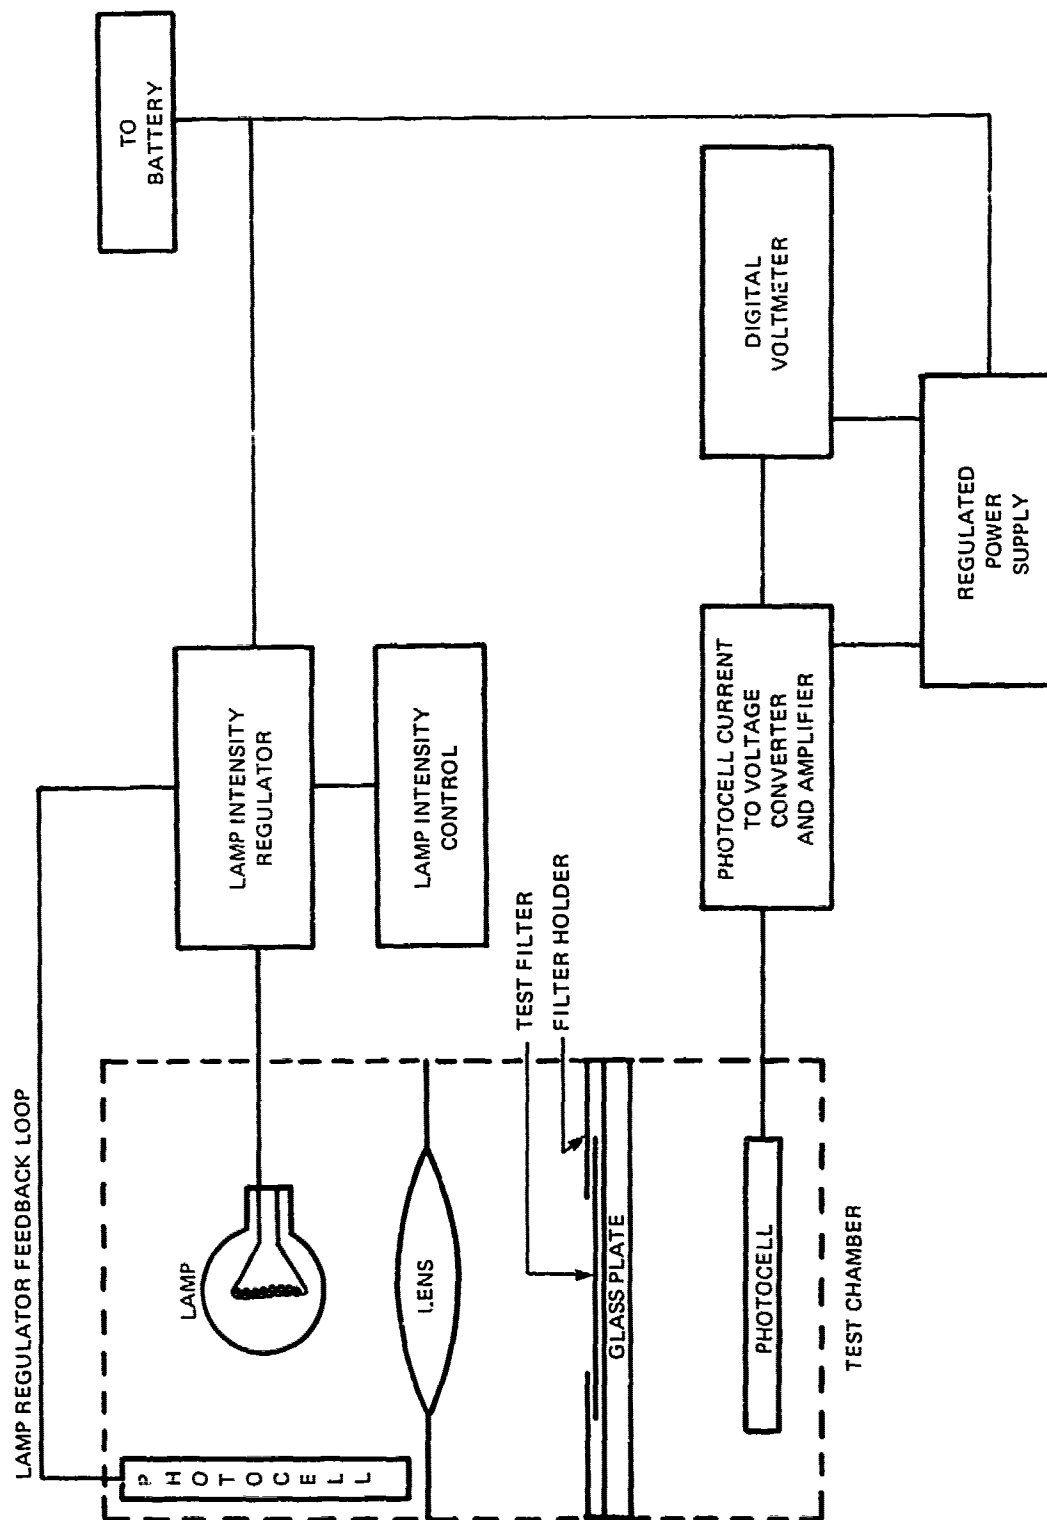 LAMP REGULATOR FEEDBACK LOOP
PHOTOCELL
LAMP
LENS
TEST FILTER
FILTER HOLDER
GLASS PLATE
PHOTOCELL
TEST CHAMBER
LAMP INTENSITY
REGULATOR
LAMP INTENSITY
CONTROL
PHOTOCELL CURRENT
TO VOLTAGE
CONVERTER
AND AMPLIFIER
TO
BATTERY
DIGITAL
VOLTMETER
REGULATED
POWER
SUPPLY